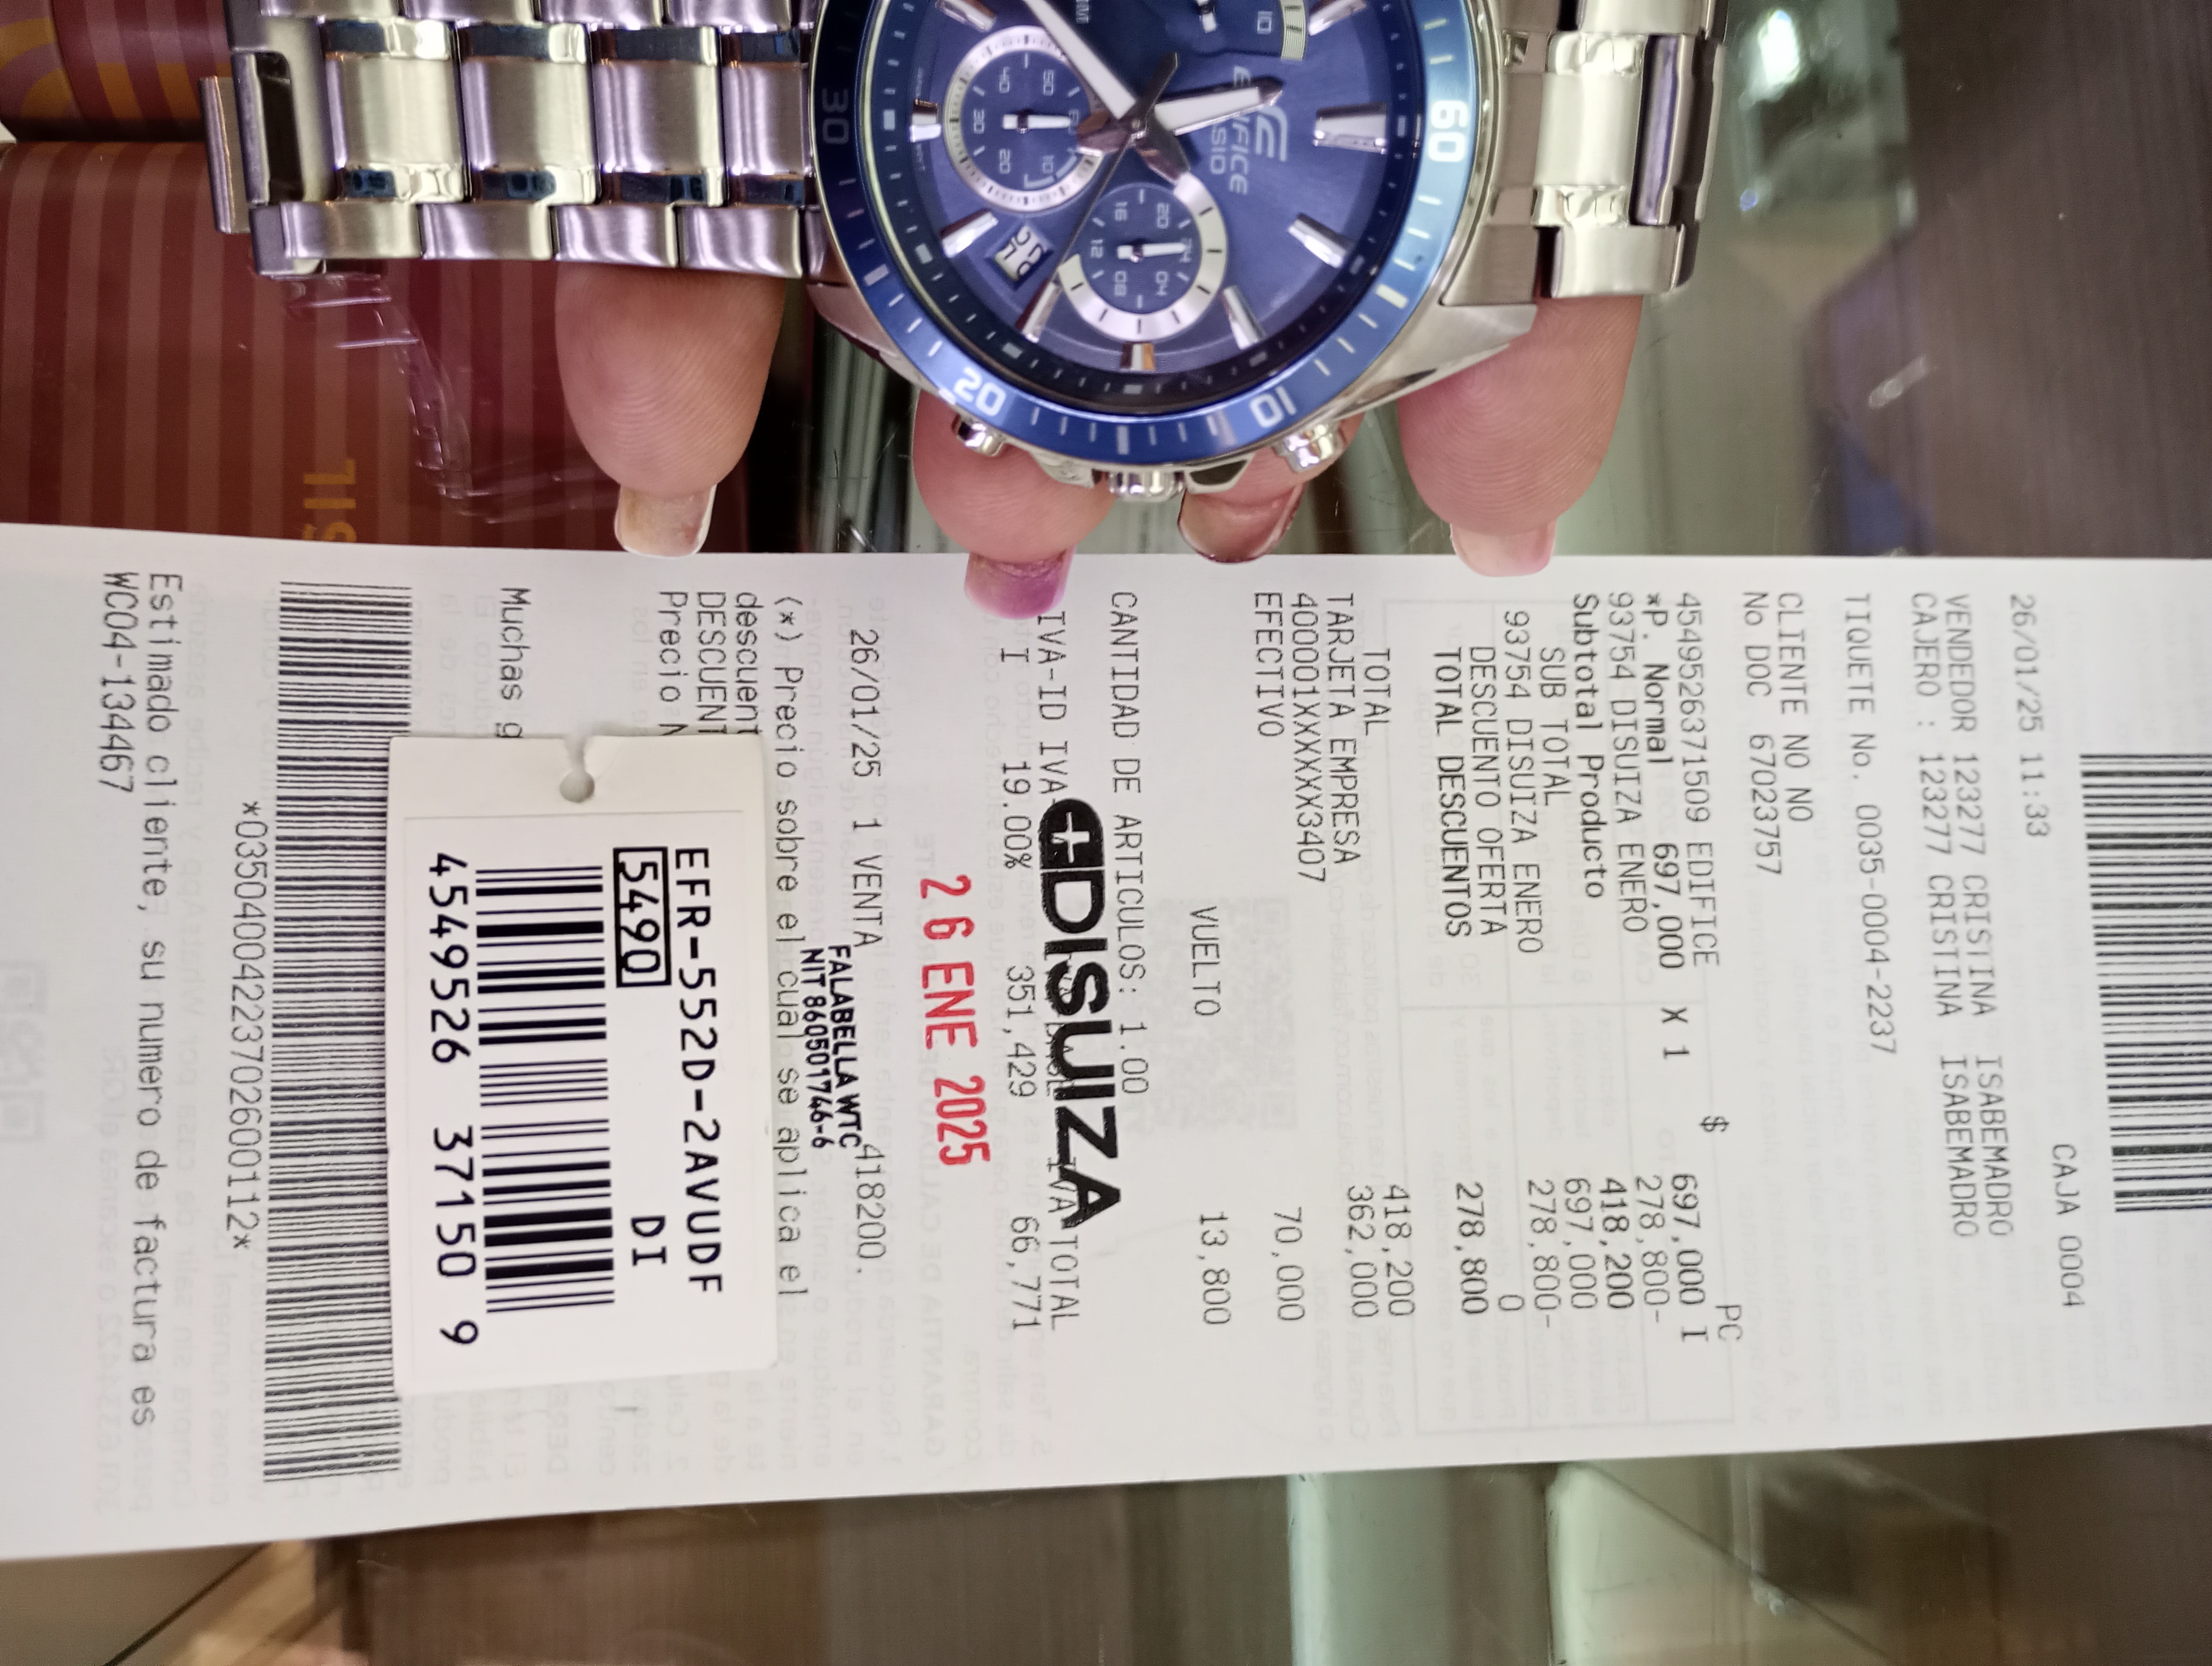 CAJA 0004
26/01/25 11:33
VENDEDOR 123277 CRISTINA ISABEMADRO
CAJERO : 123277 CRISTINA ISABEMADRO
TIQUETE No. 0035-0004-2237
CLIENTE NO NO
No DOC 67023757
PC
$
4549526371509 EDIFICE 697,000 I
*P. Normal 697,000 X 1 278,800-
93754 DISUIZA ENERO 418,200
Subtotal Producto 697,000
SUB TOTAL 278,800-
93754 DISUIZA ENERO 0
DESCUENTO OFERTA
TOTAL DESCUENTOS 278,800
TOTAL 418,200
TARJETA EMPRESA 362,000
400001XXXXXX3407
EFECTIVO 70,000
VUELTO 13,800
CANTIDAD DE ARTICULOS: 1.00
IVA-ID IVA IVA TOTAL
I 19.00% 351,429 66,771
DISUIZA
26 ENE 2025
FALABELLA WTC
NIT 860501746-6
26/01/25 1 VENTA 418200.
(*) Precio sobre el cual se aplica el
descuent
DESCUENT
Precio N
Muchas g
EFR-552D-2AVUDF
5490 DI
4549526 37150 9
*03504004223702600112*
Estimado cliente, su numero de factura es
WC04-134467
EDIFICE
CASIO
60
10
20
30